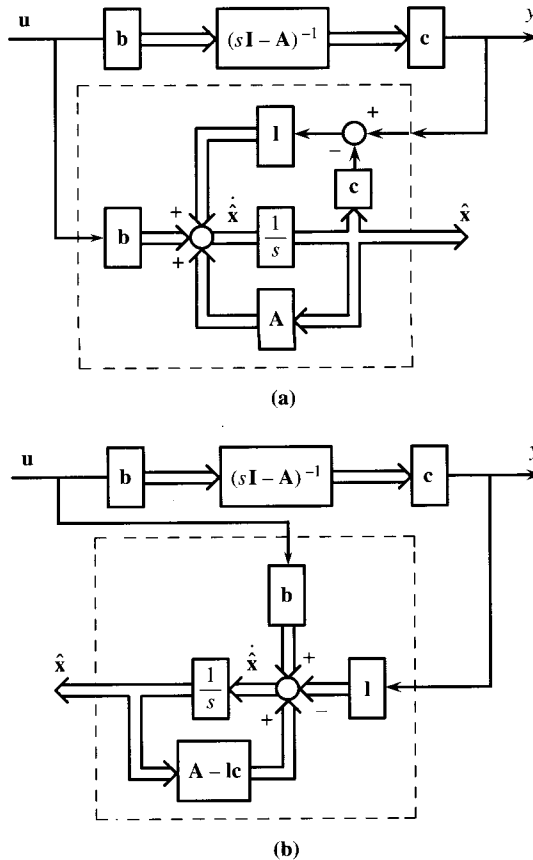 u b (sI – A)⁻¹ c y
l + –
c
b + + ẋ̂ 1/s x̂
A
(a)
u b (sI – A)⁻¹ c y
b
x̂ 1/s ẋ̂ + + – l
A – lc
(b)